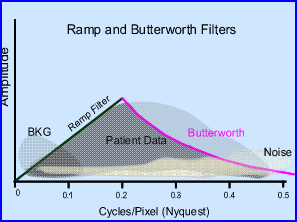 Ramp and Butterworth Filters
Amplitude
BKG
Ramp Filter
Patient Data
Butterworth
Noise
0
0.1
0.2
0.3
0.4
0.5
Cycles/Pixel (Nyquest)